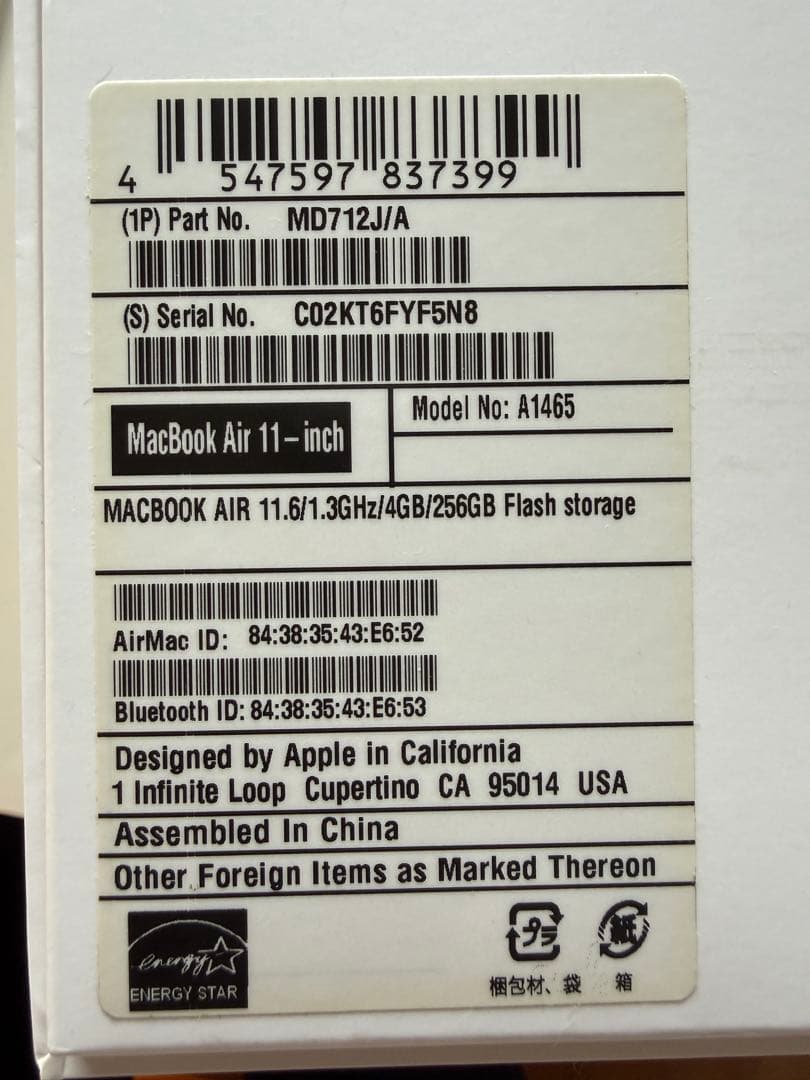 4 547597 837399
(1P) Part No. MD712J/A
(S) Serial No. C02KT6FYF5N8
MacBook Air 11-inch
Model No: A1465
MACBOOK AIR 11.6/1.3GHz/4GB/256GB Flash storage
AirMac ID: 84:38:35:43:E6:52
Bluetooth ID: 84:38:35:43:E6:53
Designed by Apple in California
1 Infinite Loop Cupertino CA 95014 USA
Assembled In China
Other Foreign Items as Marked Thereon
energy
ENERGY STAR
プラ
紙
梱包材、袋
箱